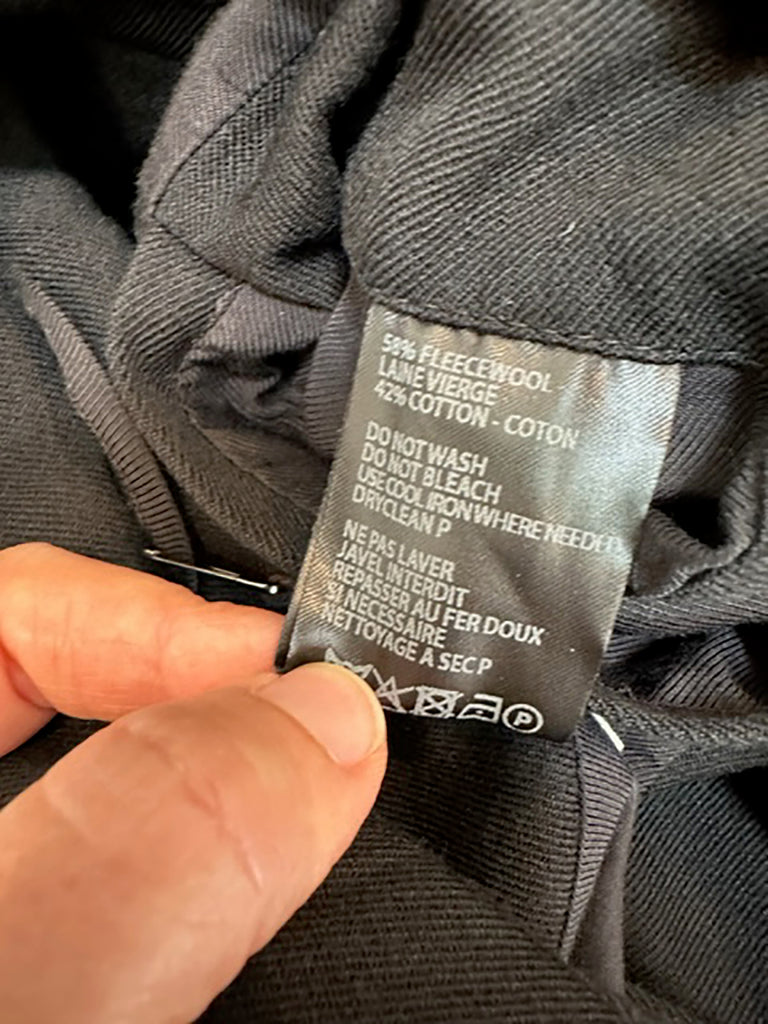 58% FLEECEWOOL -
LAINE VIERGE
42% COTTON - COTON
DO NOT WASH
DO NOT BLEACH
USE COOL IRON WHERE NEEDED
DRYCLEAN P
NE PAS LAVER
JAVEL INTERDIT
REPASSER AU FER DOUX
SI NECESSAIRE
NETTOYAGE A SEC P
P